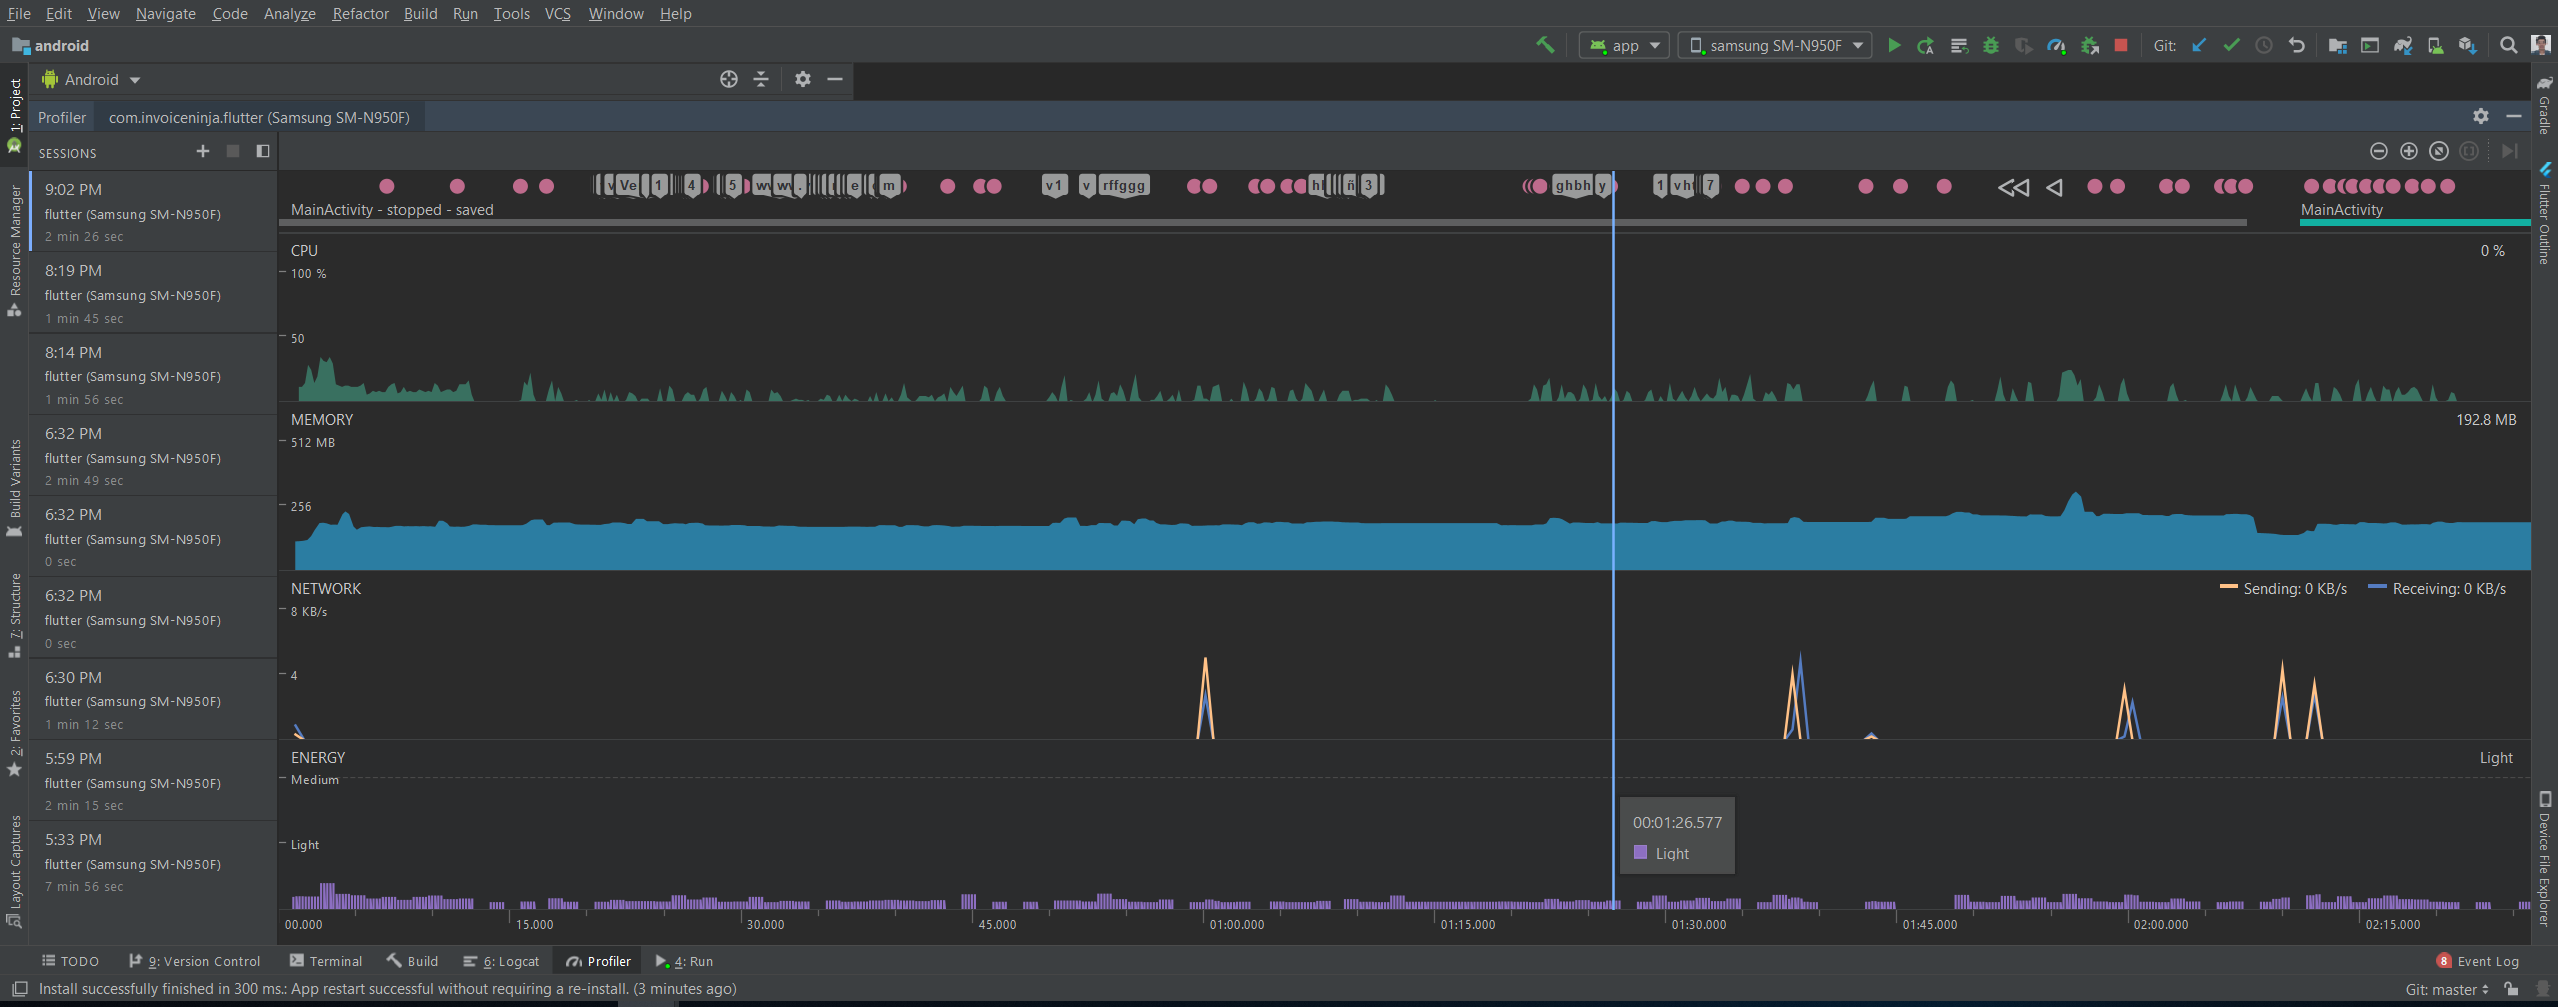 File Edit View Navigate Code Analyze Refactor Build Run Tools VCS Window Help
android app samsung SM-N950F Git:
Android
Profiler com.invoiceninja.flutter (Samsung SM-N950F)
SESSIONS
9:02 PM
flutter (Samsung SM-N950F)
2 min 26 sec
8:19 PM
flutter (Samsung SM-N950F)
1 min 45 sec
8:14 PM
flutter (Samsung SM-N950F)
1 min 56 sec
6:32 PM
flutter (Samsung SM-N950F)
2 min 49 sec
6:32 PM
flutter (Samsung SM-N950F)
0 sec
6:32 PM
flutter (Samsung SM-N950F)
0 sec
6:30 PM
flutter (Samsung SM-N950F)
1 min 12 sec
5:59 PM
flutter (Samsung SM-N950F)
2 min 15 sec
5:33 PM
flutter (Samsung SM-N950F)
7 min 56 sec
1: Project
Resource Manager
Build Variants
7: Structure
2: Favorites
Layout Captures
Ve 1 4 5 e m v1 v rffggg ñ 3 ghbh y 1 7
MainActivity - stopped - saved MainActivity
CPU 0 %
100 %
50
MEMORY 192.8 MB
512 MB
256
NETWORK Sending: 0 KB/s Receiving: 0 KB/s
8 KB/s
4
ENERGY Light
Medium
00:01:26.577
Light
Light
00.000 15.000 30.000 45.000 01:00.000 01:15.000 01:30.000 01:45.000 02:00.000 02:15.000
Gradle
Flutter Outline
Device File Explorer
TODO 9: Version Control Terminal Build 6: Logcat Profiler 4: Run 8 Event Log
Install successfully finished in 300 ms.: App restart successful without requiring a re-install. (3 minutes ago) Git: master